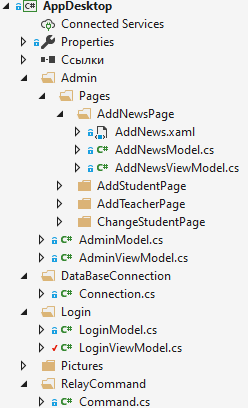 AppDesktop
Connected Services
Properties
Ссылки
Admin
Pages
AddNewsPage
AddNews.xaml
AddNewsModel.cs
AddNewsViewModel.cs
AddStudentPage
AddTeacherPage
ChangeStudentPage
AdminModel.cs
AdminViewModel.cs
DataBaseConnection
Connection.cs
Login
LoginModel.cs
LoginViewModel.cs
Pictures
RelayCommand
Command.cs